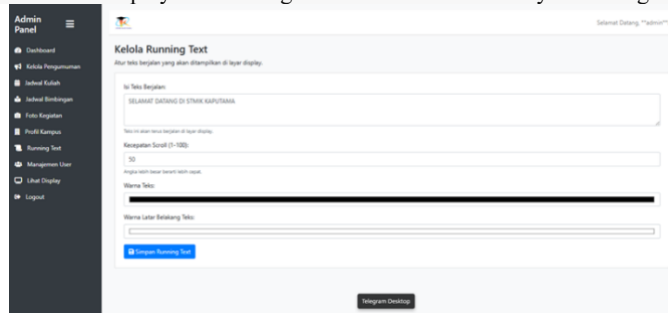 Admin
Panel
Dashboard
Kelola Pengumuman
Jadwal Kuliah
Jadwal Bimbingan
Foto Kegiatan
Profil Kampus
Running Text
Manajemen User
Lihat Display
Logout
Selamat Datang, **admin**
Kelola Running Text
Atur teks berjalan yang akan ditampilkan di layar display.
Isi Teks Berjalan:
SELAMAT DATANG DI STMIK KAPUTAMA
Teks ini akan terus berjalan di layar display.
Kecepatan Scroll (1-100):
50
Angka lebih besar berarti lebih cepat.
Warna Teks:
Warna Latar Belakang Teks:
Simpan Running Text
Telegram Desktop